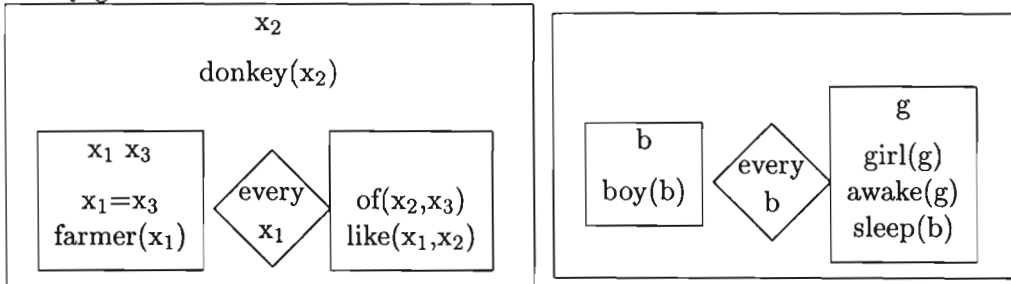 x₂
donkey(x₂)
x₁ x₃
x₁=x₃
farmer(x₁)
every
x₁
of(x₂,x₃)
like(x₁,x₂)
b
boy(b)
every
b
g
girl(g)
awake(g)
sleep(b)